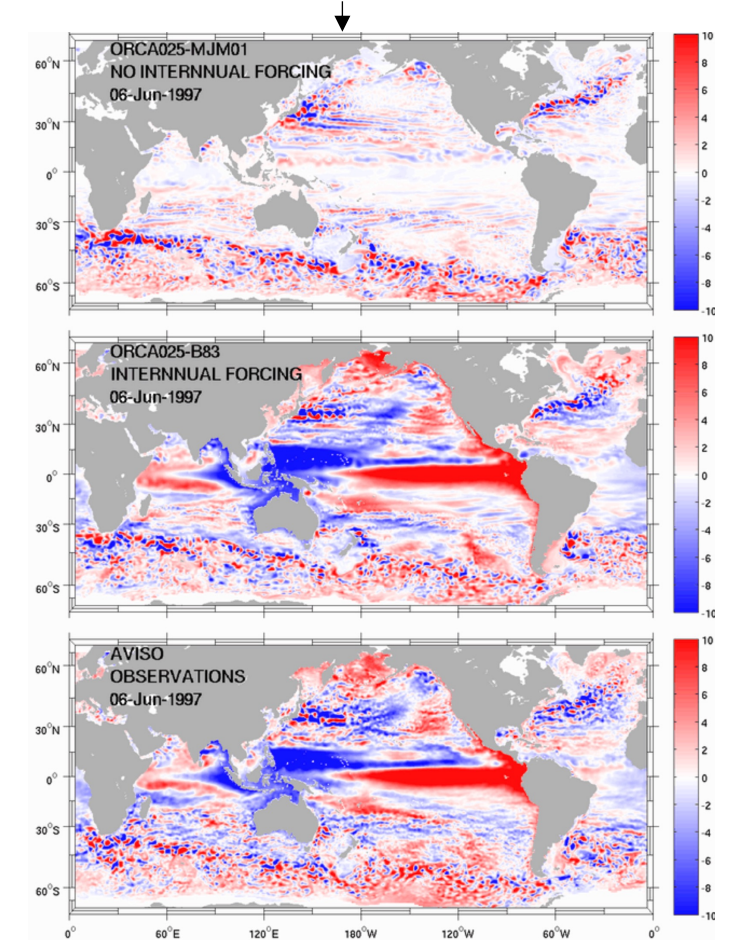 ORCA025-MJM01
NO INTERNNUAL FORCING
06-Jun-1997
60°N
30°N
0°
30°S
60°S
10
8
6
4
2
0
-2
-4
-6
-8
-10
ORCA025-B83
INTERNNUAL FORCING
06-Jun-1997
60°N
30°N
0°
30°S
60°S
10
8
6
4
2
0
-2
-4
-6
-8
-10
AVISO
OBSERVATIONS
06-Jun-1997
60°N
30°N
0°
30°S
60°S
10
8
6
4
2
0
-2
-4
-6
-8
-10
0° 60°E 120°E 180°W 120°W 60°W 0°